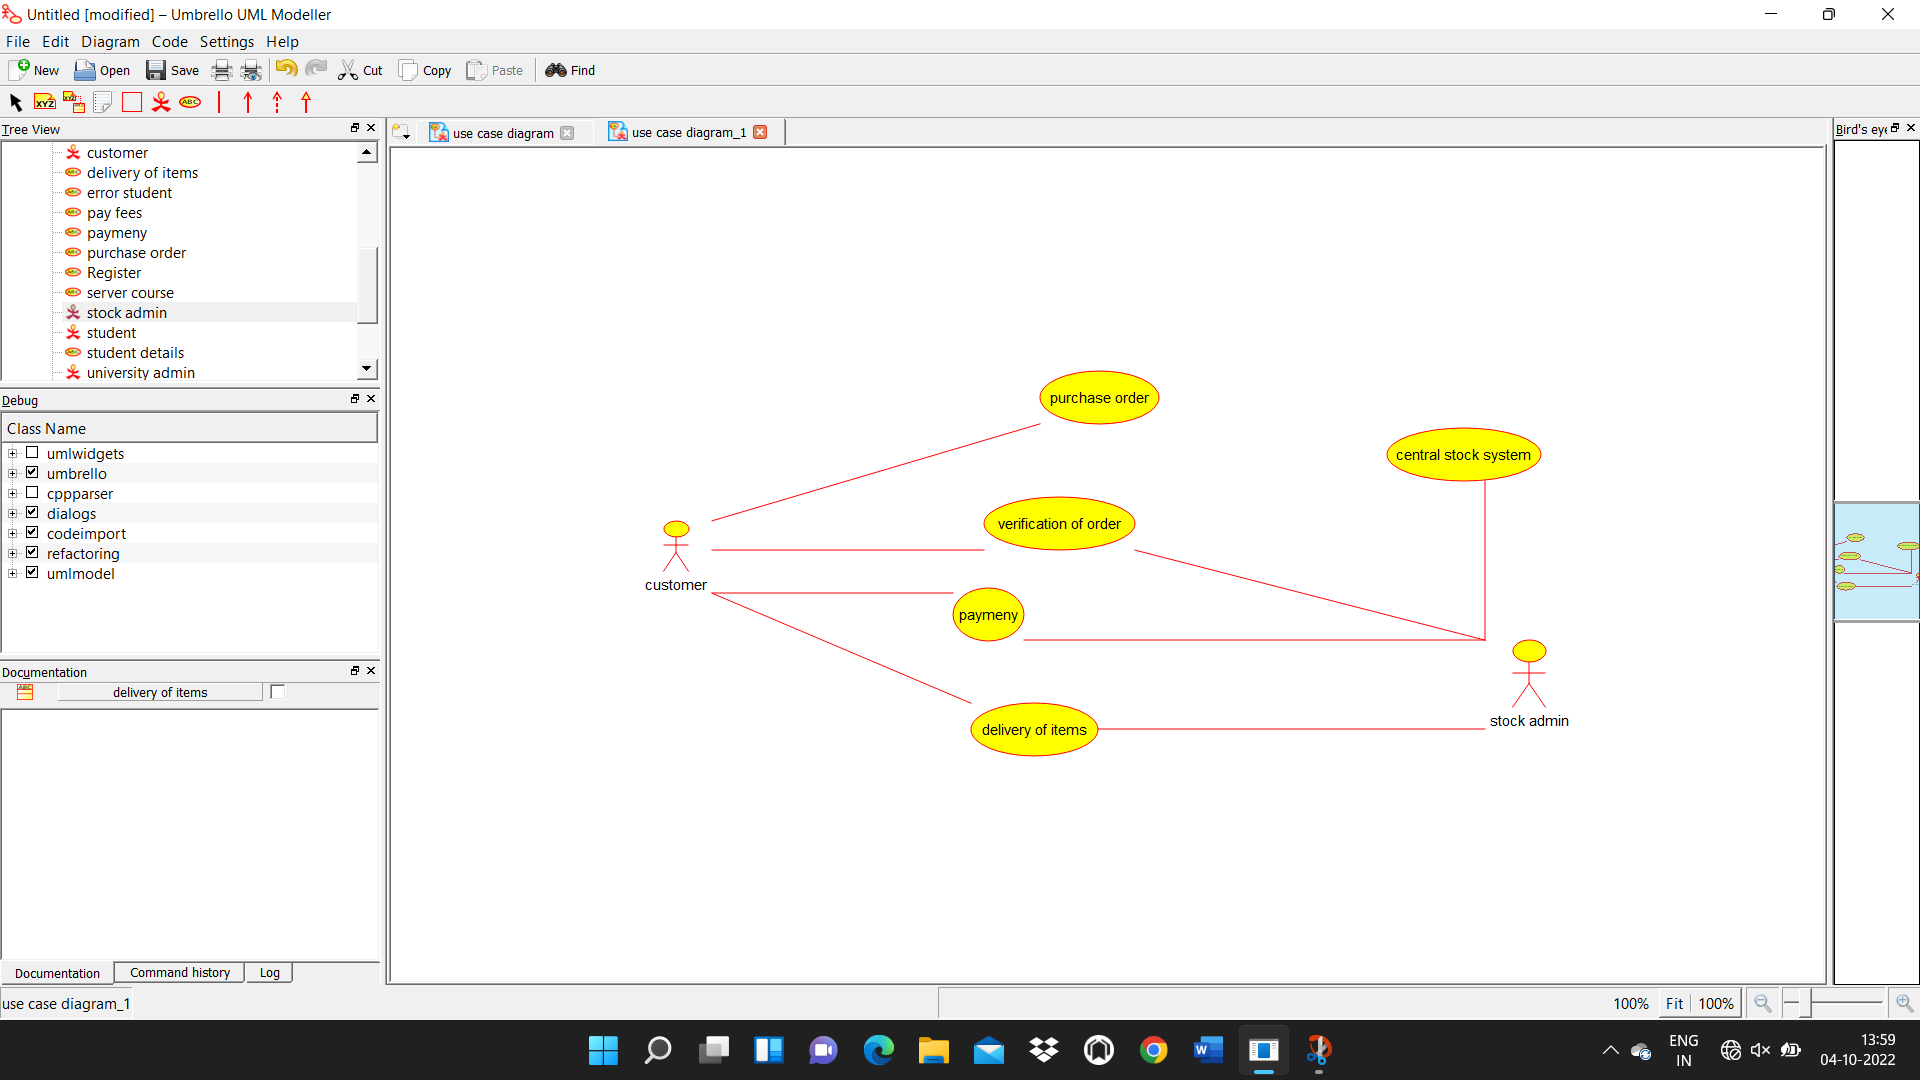 Untitled [modified] – Umbrello UML Modeller
File Edit Diagram Code Settings Help
New Open Save Cut Copy Paste Find
XYZ XYZ ABC
Tree View
customer
delivery of items
error student
pay fees
paymeny
purchase order
Register
server course
stock admin
student
student details
university admin
Debug
Class Name
umlwidgets
umbrello
cppparser
dialogs
codeimport
refactoring
umlmodel
Documentation
delivery of items
Documentation Command history Log
use case diagram use case diagram_1
purchase order
central stock system
verification of order
customer
paymeny
stock admin
delivery of items
Bird's eye
use case diagram_1
100% Fit 100%
ENG
IN
13:59
04-10-2022